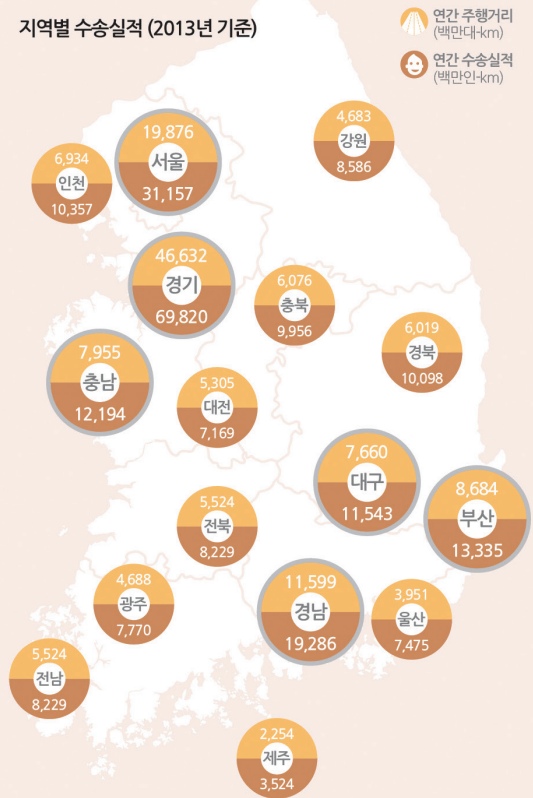 지역별 수송실적 (2013년 기준)
연간 주행거리
(백만대-km)
연간 수송실적
(백만인-km)
19,876
서울
31,157
4,683
강원
8,586
6,934
인천
10,357
46,632
경기
69,820
6,076
충북
9,956
6,019
경북
10,098
7,955
충남
12,194
5,305
대전
7,169
7,660
대구
11,543
8,684
부산
13,335
5,524
전북
8,229
4,688
광주
7,770
11,599
경남
19,286
3,951
울산
7,475
5,524
전남
8,229
2,254
제주
3,524